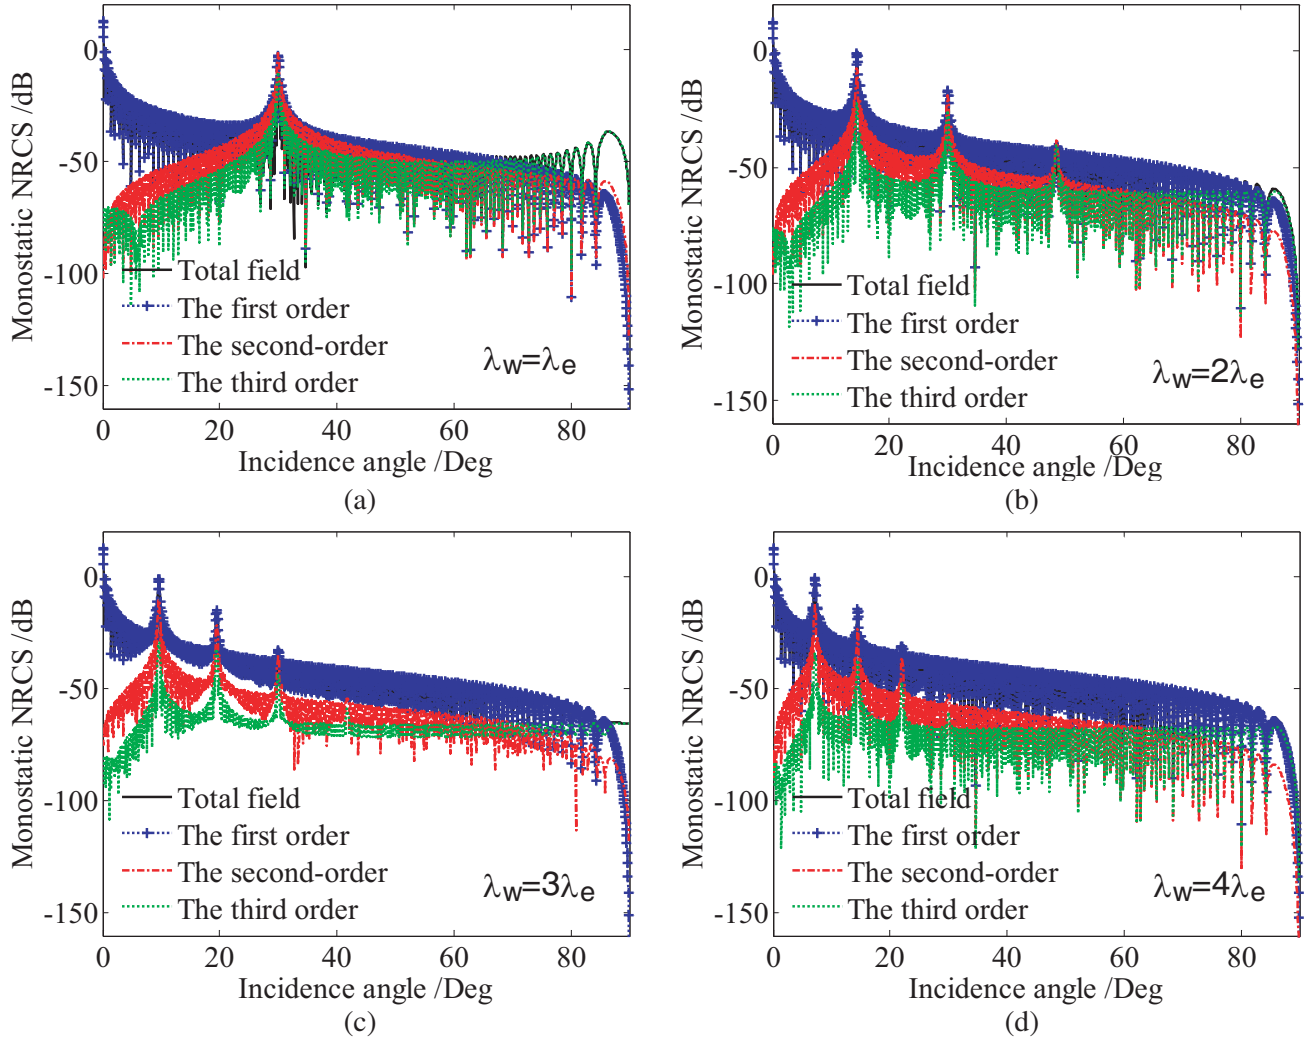 Monostatic NRCS /dB
0
-50
-100
-150
Total field
The first order
The second-order
The third order
λw=λe
0 20 40 60 80
Incidence angle /Deg
(a)
Monostatic NRCS /dB
0
-50
-100
-150
Total field
The first order
The second-order
The third order
λw=2λe
0 20 40 60 80
Incidence angle /Deg
(b)
Monostatic NRCS /dB
0
-50
-100
-150
Total field
The first order
The second-order
The third order
λw=3λe
0 20 40 60 80
Incidence angle /Deg
(c)
Monostatic NRCS /dB
0
-50
-100
-150
Total field
The first order
The second-order
The third order
λw=4λe
0 20 40 60 80
Incidence angle /Deg
(d)